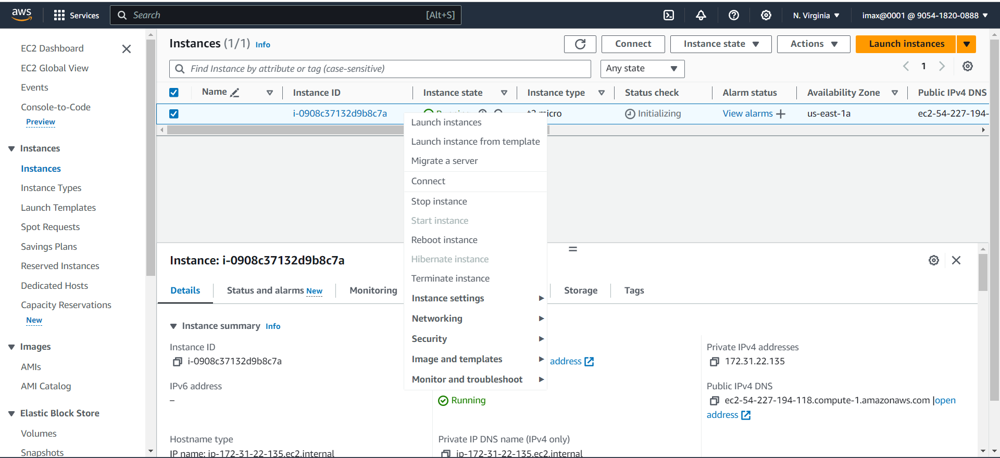 aws Services Search [Alt+S] N. Virginia imax@0001 @ 9054-1820-0888
EC2 Dashboard
EC2 Global View
Events
Console-to-Code
Preview
Instances
Instances
Instance Types
Launch Templates
Spot Requests
Savings Plans
Reserved Instances
Dedicated Hosts
Capacity Reservations
New
Images
AMIs
AMI Catalog
Elastic Block Store
Volumes
Snapshots
Instances (1/1) Info Connect Instance state Actions Launch instances
Find Instance by attribute or tag (case-sensitive) Any state 1
Name Instance ID Instance state Instance type Status check Alarm status Availability Zone Public IPv4 DNS
i-0908c37132d9b8c7a Running t2.micro Initializing View alarms us-east-1a ec2-54-227-194-
Launch instances
Launch instance from template
Migrate a server
Connect
Stop instance
Start instance
Reboot instance
Hibernate instance
Terminate instance
Instance settings
Networking
Security
Image and templates
Monitor and troubleshoot
Instance: i-0908c37132d9b8c7a
Details Status and alarms New Monitoring Storage Tags
Instance summary Info
Instance ID
i-0908c37132d9b8c7a
address
Private IPv4 addresses
172.31.22.135
IPv6 address
–
Running
Public IPv4 DNS
ec2-54-227-194-118.compute-1.amazonaws.com |open
address
Hostname type
IP name: ip-172-31-22-135.ec2.internal
Private IP DNS name (IPv4 only)
ip-172-31-22-135.ec2.internal